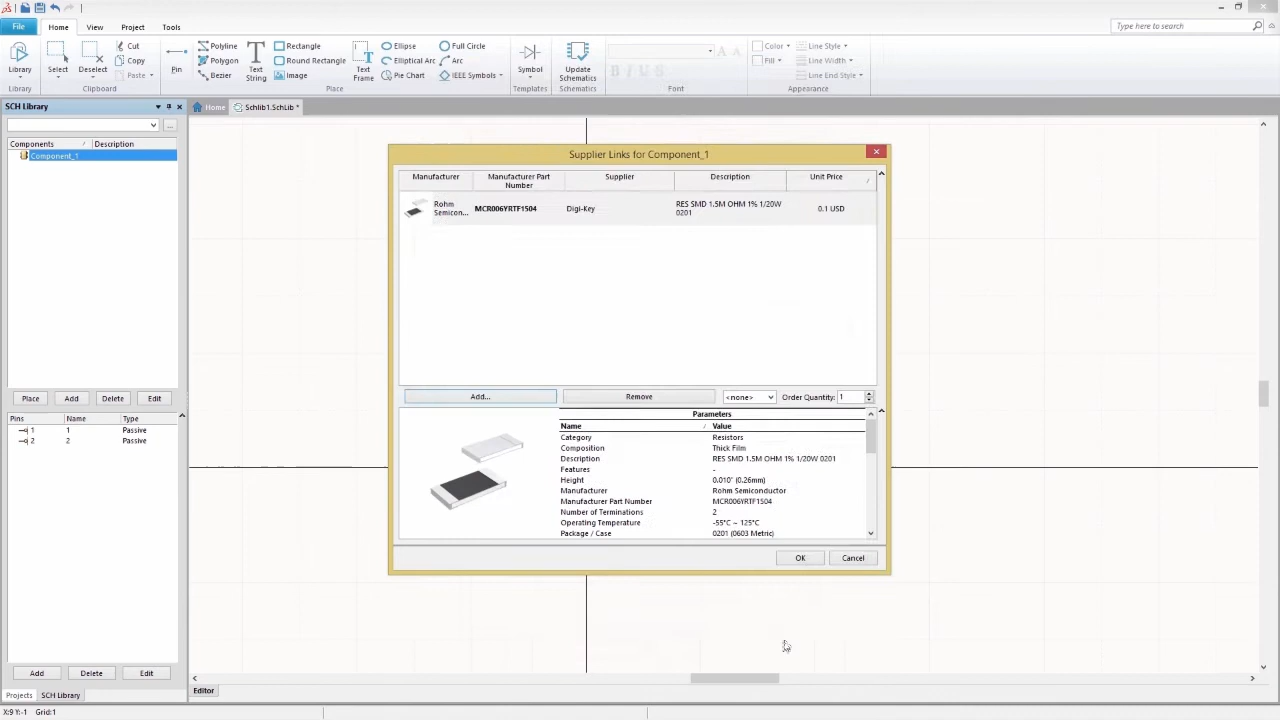 File Home View Project Tools
Type here to search
Library Select Deselect Cut Copy Paste Pin Polyline Polygon Bezier Text String Rectangle Round Rectangle Image Text Frame Ellipse Elliptical Arc Pie Chart Full Circle Arc IEEE Symbols Symbol Update Schematics B I U S Color Fill Line Style Line Width Line End Style
Library Clipboard Place Templates Schematics Font Appearance
SCH Library
Home Schlib1.SchLib *
...
Components Description
Component_1
Place Add Delete Edit
Pins Name Type
1 1 Passive
2 2 Passive
Add Delete Edit
Projects SCH Library
Supplier Links for Component_1
Manufacturer Manufacturer Part Number Supplier Description Unit Price
Rohm Semicon... MCR006YRTF1504 Digi-Key RES SMD 1.5M OHM 1% 1/20W 0201 0.1 USD
Add... Remove <none> Order Quantity: 1
Parameters
Name Value
Category Resistors
Composition Thick Film
Description RES SMD 1.5M OHM 1% 1/20W 0201
Features -
Height 0.010" (0.26mm)
Manufacturer Rohm Semiconductor
Manufacturer Part Number MCR006YRTF1504
Number of Terminations 2
Operating Temperature -55°C ~ 125°C
Package / Case 0201 (0603 Metric)
OK Cancel
Editor
X:9 Y:-1 Grid:1